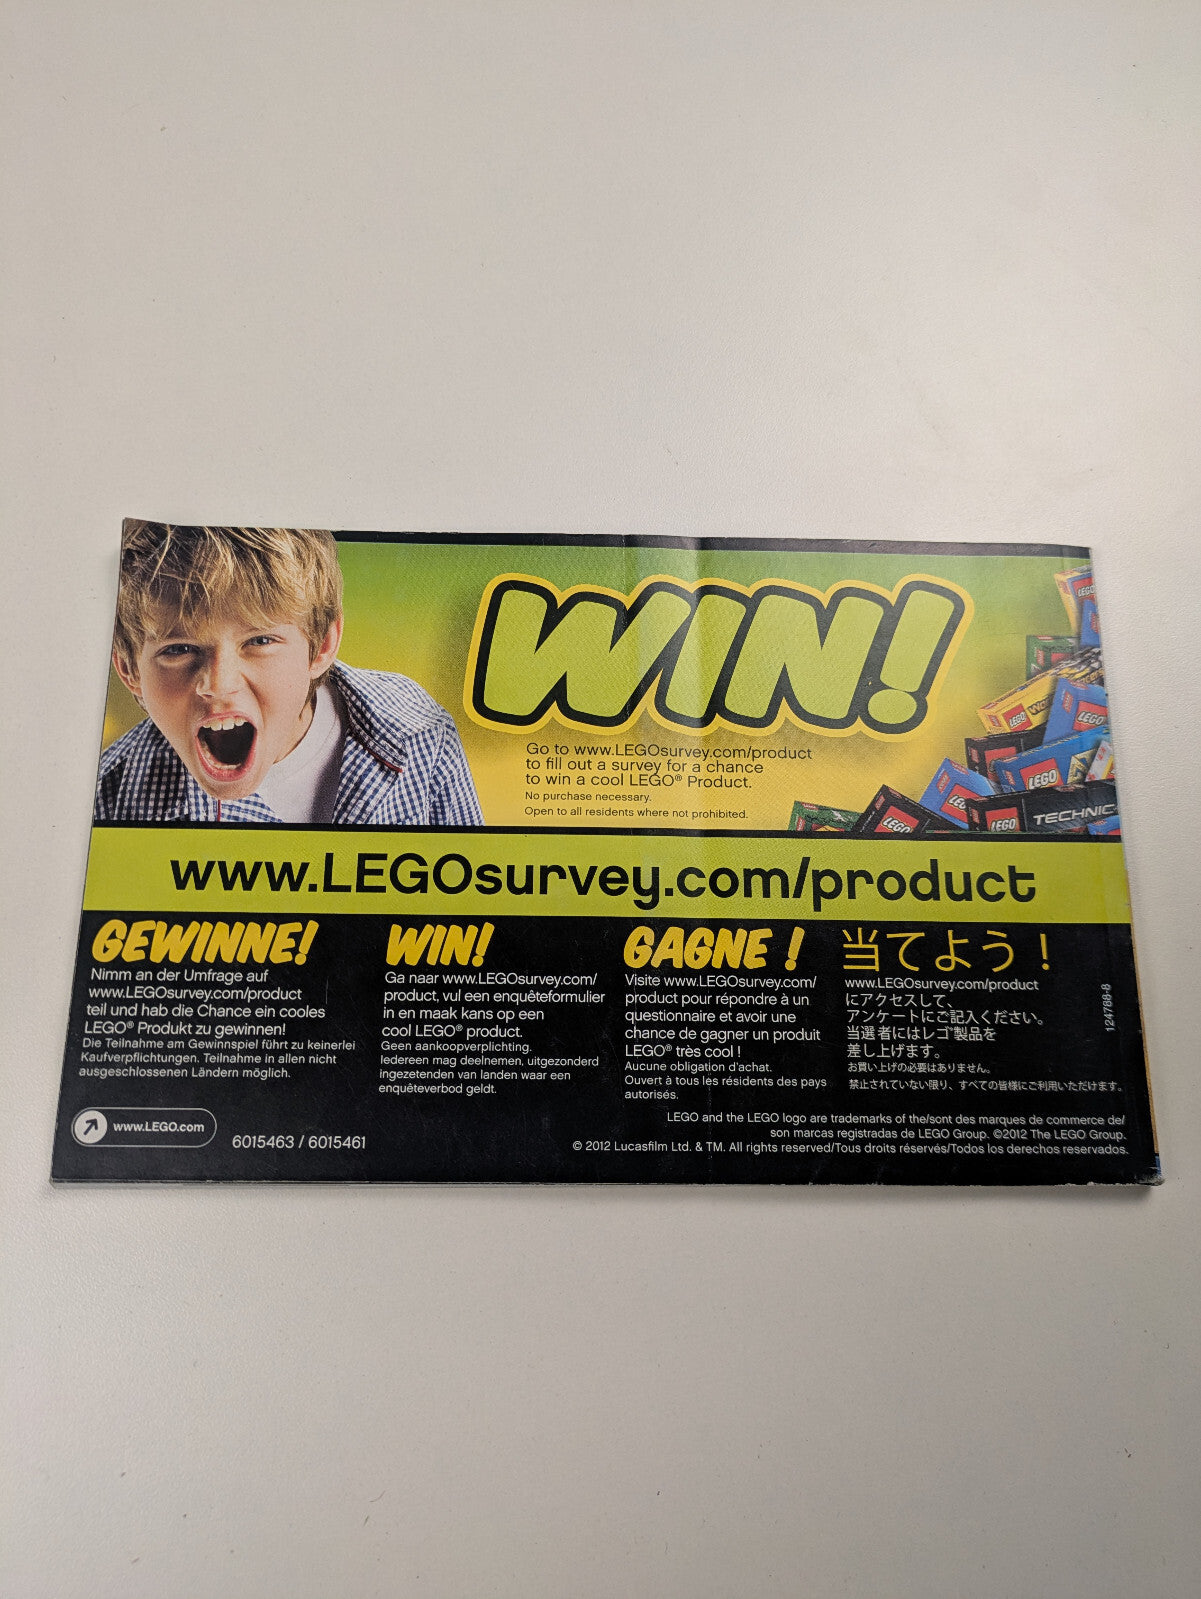 WIN!
Go to www.LEGOsurvey.com/product
to fill out a survey for a chance
to win a cool LEGO® Product.
No purchase necessary.
Open to all residents where not prohibited.
LEGO
LEGO
LEGO
LEGO
LEGO
LEGO
LEGO
TECHNIC
www.LEGOsurvey.com/product
GEWINNE!
Nimm an der Umfrage auf
www.LEGOsurvey.com/product
teil und hab die Chance ein cooles
LEGO® Produkt zu gewinnen!
Die Teilnahme am Gewinnspiel führt zu keinerlei
Kaufverpflichtungen. Teilnahme in allen nicht
ausgeschlossenen Ländern möglich.
WIN!
Ga naar www.LEGOsurvey.com/
product, vul een enquêteformulier
in en maak kans op een
cool LEGO® product.
Geen aankoopverplichting.
Iedereen mag deelnemen, uitgezonderd
ingezetenden van landen waar een
enquêteverbod geldt.
GAGNE !
Visite www.LEGOsurvey.com/
product pour répondre à un
questionnaire et avoir une
chance de gagner un produit
LEGO® très cool !
Aucune obligation d'achat.
Ouvert à tous les résidents des pays
autorisés.
当てよう！
www.LEGOsurvey.com/product
にアクセスして、
アンケートにご記入ください。
当選者にはレゴ®製品を
差し上げます。
お買い上げの必要はありません。
禁止されていない限り、すべての皆様にご利用いただけます。
124788-8
www.LEGO.com
6015463 / 6015461
LEGO and the LEGO logo are trademarks of the/sont des marques de commerce de/
son marcas registradas de LEGO Group. ©2012 The LEGO Group.
© 2012 Lucasfilm Ltd. & TM. All rights reserved/Tous droits réservés/Todos los derechos reservados.